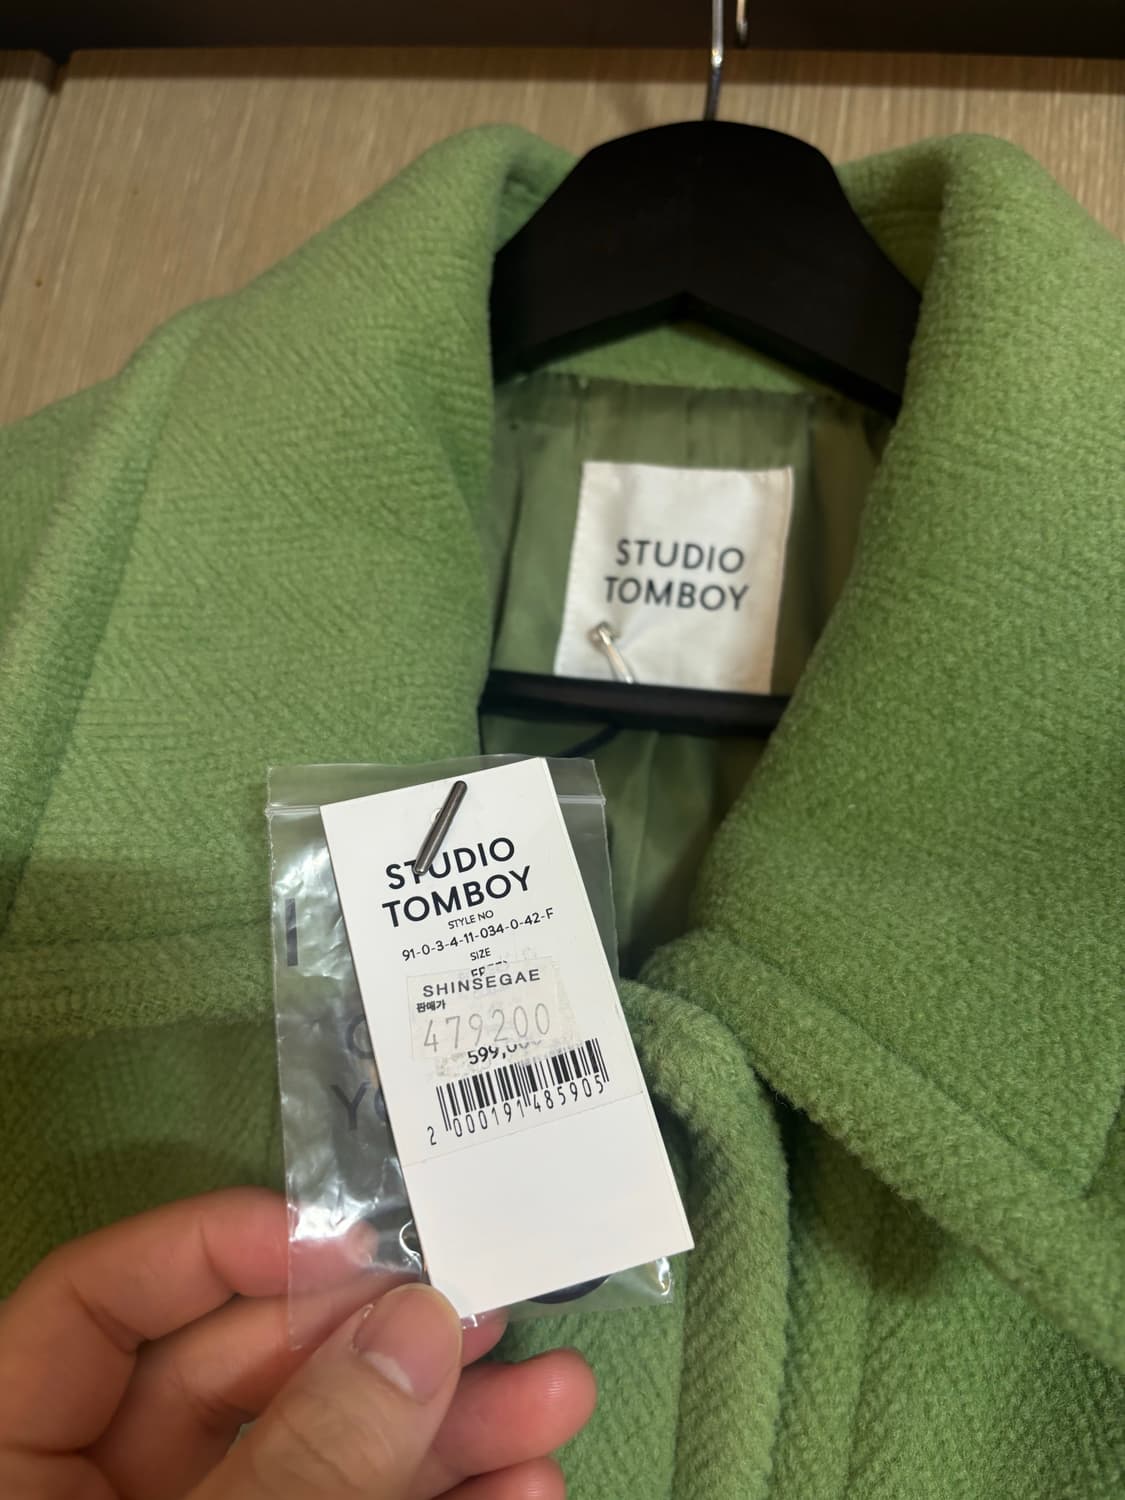 STUDIO
TOMBOY
STUDIO
TOMBOY
STYLE NO
91-0-3-4-11-034-0-42-F
SIZE
SHINSEGAE
판매가
479200
2 000191 485905